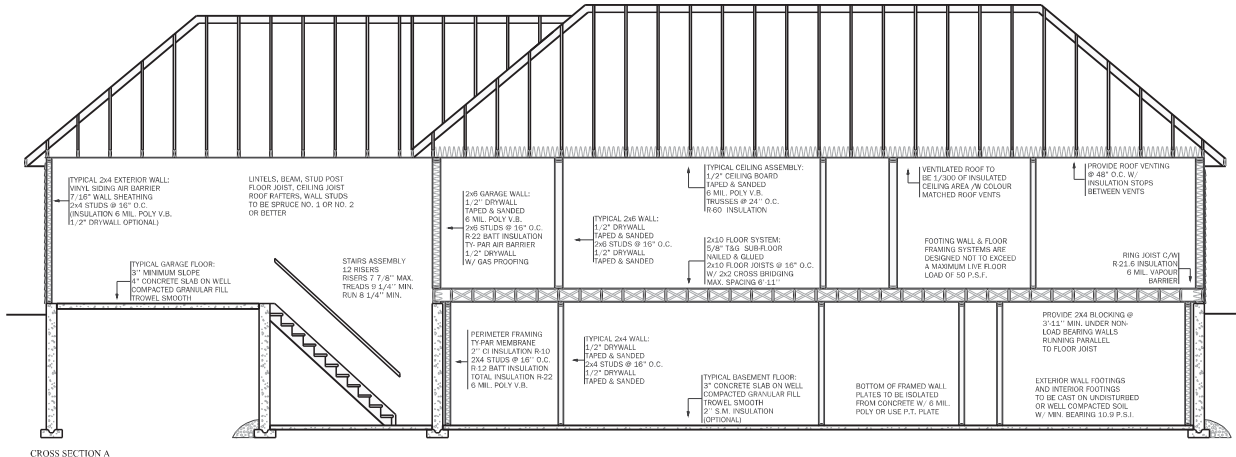 TYPICAL 2x4 EXTERIOR WALL:
VINYL SIDING AIR BARRIER
7/16" WALL SHEATHING
2x4 STUDS @ 16" O.C.
(INSULATION 6 MIL. POLY V.B.
1/2" DRYWALL OPTIONAL)
LINTELS, BEAM, STUD POST
FLOOR JOIST, CEILING JOIST
ROOF RAFTERS, WALL STUDS
TO BE SPRUCE NO. 1 OR NO. 2
OR BETTER
TYPICAL GARAGE FLOOR:
3" MINIMUM SLOPE
4" CONCRETE SLAB ON WELL
COMPACTED GRANULAR FILL
TROWEL SMOOTH
STAIRS ASSEMBLY
12 RISERS
RISERS 7 7/8" MAX.
TREADS 9 1/4" MIN.
RUN 8 1/4" MIN.
2x6 GARAGE WALL:
1/2" DRYWALL
TAPED & SANDED
6 MIL. POLY V.B.
2x6 STUDS @ 16" O.C.
R-22 BATT INSULATION
TY- PAR AIR BARRIER
1/2" DRYWALL
W/ GAS PROOFING
TYPICAL 2x6 WALL:
1/2" DRYWALL
TAPED & SANDED
2x6 STUDS @ 16" O.C.
1/2" DRYWALL
TAPED & SANDED
TYPICAL CEILING ASSEMBLY:
1/2" CEILING BOARD
TAPED & SANDED
6 MIL. POLY V.B.
TRUSSES @ 24" O.C.
R-60 INSULATION
2x10 FLOOR SYSTEM:
5/8" T&G SUB-FLOOR
NAILED & GLUED
2x10 FLOOR JOISTS @ 16" O.C.
W/ 2x2 CROSS BRIDGING
MAX. SPACING 6'-11"
VENTILATED ROOF TO
BE 1/300 OF INSULATED
CEILING AREA /W COLOUR
MATCHED ROOF VENTS
FOOTING WALL & FLOOR
FRAMING SYSTEMS ARE
DESIGNED NOT TO EXCEED
A MAXIMUM LIVE FLOOR
LOAD OF 50 P.S.F.
PROVIDE ROOF VENTING
@ 48" O.C. W/
INSULATION STOPS
BETWEEN VENTS
RING JOIST C/W
R-21.6 INSULATION
6 MIL. VAPOUR
BARRIER
PERIMETER FRAMING
TY-PAR MEMBRANE
2" CI INSULATION R-10
2X4 STUDS @ 16" O.C.
R-12 BATT INSULATION
TOTAL INSULATION R-22
6 MIL. POLY V.B.
TYPICAL 2x4 WALL:
1/2" DRYWALL
TAPED & SANDED
2x4 STUDS @ 16" O.C.
1/2" DRYWALL
TAPED & SANDED
TYPICAL BASEMENT FLOOR:
3" CONCRETE SLAB ON WELL
COMPACTED GRANULAR FILL
TROWEL SMOOTH
2" S.M. INSULATION
(OPTIONAL)
BOTTOM OF FRAMED WALL
PLATES TO BE ISOLATED
FROM CONCRETE W/ 6 MIL.
POLY OR USE P.T. PLATE
PROVIDE 2X4 BLOCKING @
3'-11" MIN. UNDER NON-
LOAD BEARING WALLS
RUNNING PARALLEL
TO FLOOR JOIST
EXTERIOR WALL FOOTINGS
AND INTERIOR FOOTINGS
TO BE CAST ON UNDISTURBED
OR WELL COMPACTED SOIL
W/ MIN. BEARING 10.9 P.S.I.
CROSS SECTION A